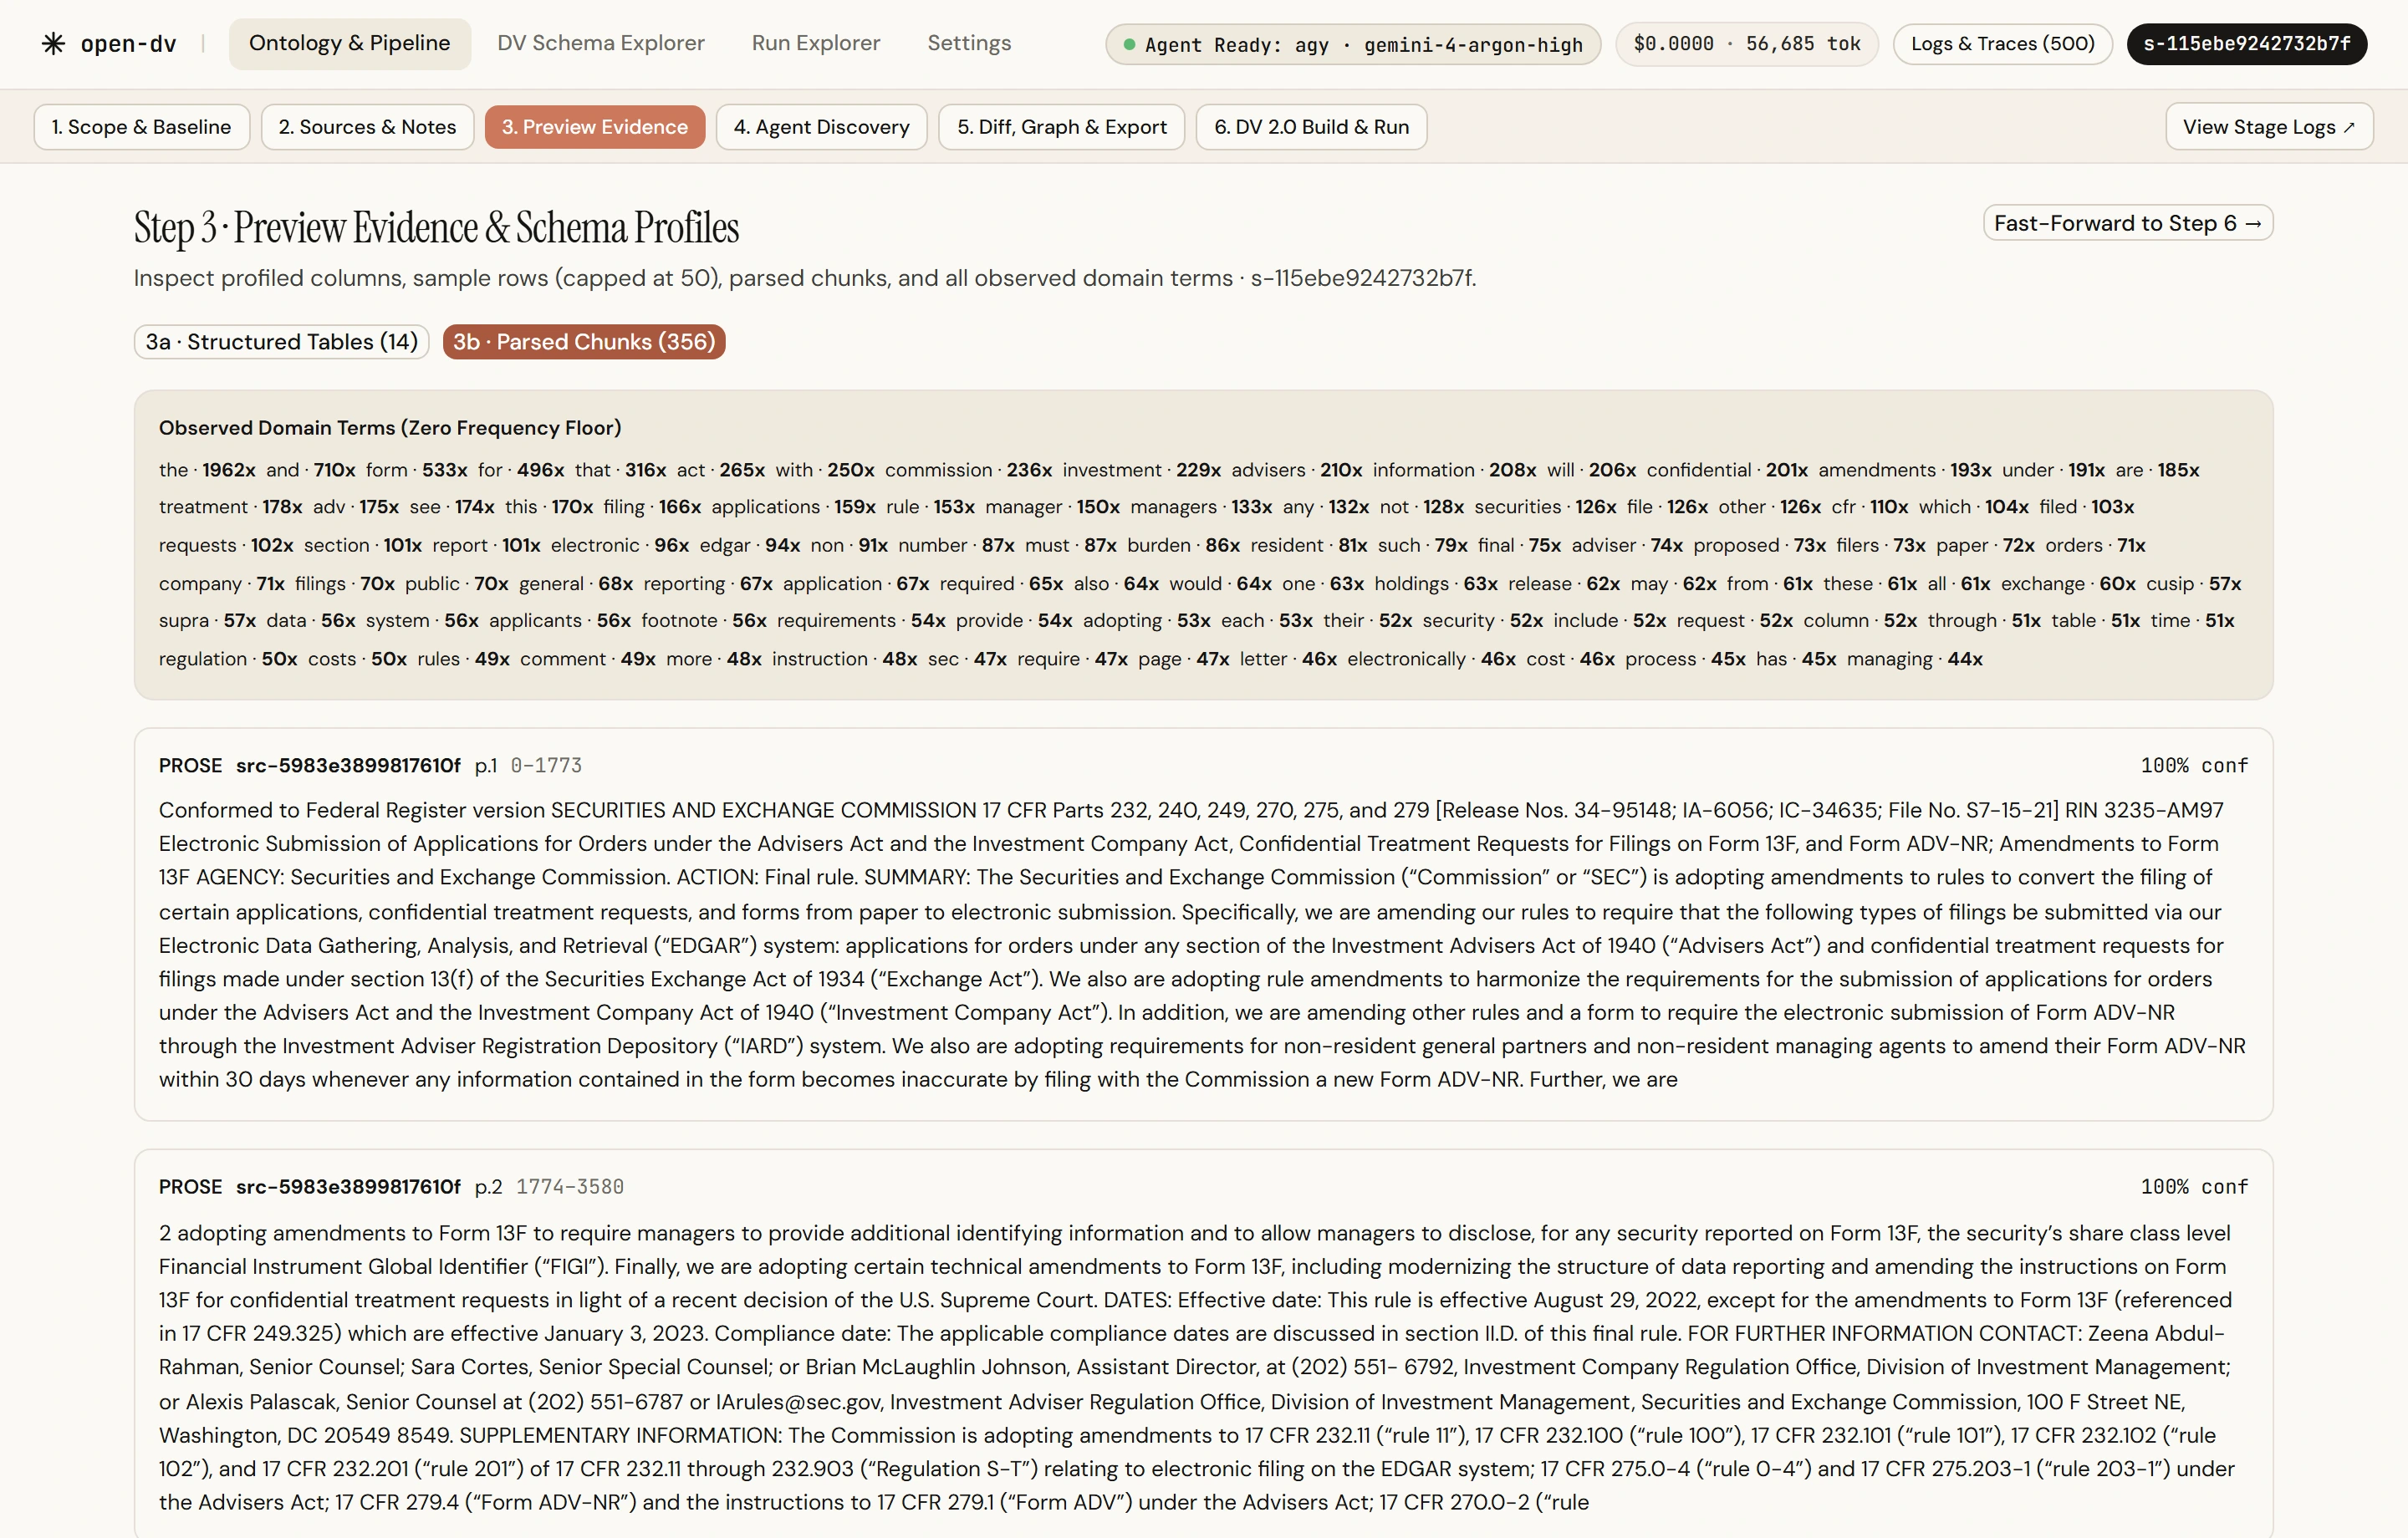 open-dv | Ontology & Pipeline DV Schema Explorer Run Explorer Settings Agent Ready: agy · gemini-4-argon-high $0.0000 · 56,685 tok Logs & Traces (500) s-115ebe9242732b7f
1. Scope & Baseline 2. Sources & Notes 3. Preview Evidence 4. Agent Discovery 5. Diff, Graph & Export 6. DV 2.0 Build & Run View Stage Logs ↗
Step 3 · Preview Evidence & Schema Profiles Fast-Forward to Step 6 →
Inspect profiled columns, sample rows (capped at 50), parsed chunks, and all observed domain terms · s-115ebe9242732b7f.
3a · Structured Tables (14) 3b · Parsed Chunks (356)
Observed Domain Terms (Zero Frequency Floor)
the · 1962x and · 710x form · 533x for · 496x that · 316x act · 265x with · 250x commission · 236x investment · 229x advisers · 210x information · 208x will · 206x confidential · 201x amendments · 193x under · 191x are · 185x
treatment · 178x adv · 175x see · 174x this · 170x filing · 166x applications · 159x rule · 153x manager · 150x managers · 133x any · 132x not · 128x securities · 126x file · 126x other · 126x cfr · 110x which · 104x filed · 103x
requests · 102x section · 101x report · 101x electronic · 96x edgar · 94x non · 91x number · 87x must · 87x burden · 86x resident · 81x such · 79x final · 75x adviser · 74x proposed · 73x filers · 73x paper · 72x orders · 71x
company · 71x filings · 70x public · 70x general · 68x reporting · 67x application · 67x required · 65x also · 64x would · 64x one · 63x holdings · 63x release · 62x may · 62x from · 61x these · 61x all · 61x exchange · 60x cusip · 57x
supra · 57x data · 56x system · 56x applicants · 56x footnote · 56x requirements · 54x provide · 54x adopting · 53x each · 53x their · 52x security · 52x include · 52x request · 52x column · 52x through · 51x table · 51x time · 51x
regulation · 50x costs · 50x rules · 49x comment · 49x more · 48x instruction · 48x sec · 47x require · 47x page · 47x letter · 46x electronically · 46x cost · 46x process · 45x has · 45x managing · 44x
PROSE src-5983e3899817610f p.1 0-1773 100% conf
Conformed to Federal Register version SECURITIES AND EXCHANGE COMMISSION 17 CFR Parts 232, 240, 249, 270, 275, and 279 [Release Nos. 34-95148; IA-6056; IC-34635; File No. S7-15-21] RIN 3235-AM97
Electronic Submission of Applications for Orders under the Advisers Act and the Investment Company Act, Confidential Treatment Requests for Filings on Form 13F, and Form ADV-NR; Amendments to Form
13F AGENCY: Securities and Exchange Commission. ACTION: Final rule. SUMMARY: The Securities and Exchange Commission (“Commission” or “SEC”) is adopting amendments to rules to convert the filing of
certain applications, confidential treatment requests, and forms from paper to electronic submission. Specifically, we are amending our rules to require that the following types of filings be submitted via our
Electronic Data Gathering, Analysis, and Retrieval (“EDGAR”) system: applications for orders under any section of the Investment Advisers Act of 1940 (“Advisers Act”) and confidential treatment requests for
filings made under section 13(f) of the Securities Exchange Act of 1934 (“Exchange Act”). We also are adopting rule amendments to harmonize the requirements for the submission of applications for orders
under the Advisers Act and the Investment Company Act of 1940 (“Investment Company Act”). In addition, we are amending other rules and a form to require the electronic submission of Form ADV-NR
through the Investment Adviser Registration Depository (“IARD”) system. We also are adopting requirements for non-resident general partners and non-resident managing agents to amend their Form ADV-NR
within 30 days whenever any information contained in the form becomes inaccurate by filing with the Commission a new Form ADV-NR. Further, we are
PROSE src-5983e3899817610f p.2 1774-3580 100% conf
2 adopting amendments to Form 13F to require managers to provide additional identifying information and to allow managers to disclose, for any security reported on Form 13F, the security’s share class level
Financial Instrument Global Identifier (“FIGI”). Finally, we are adopting certain technical amendments to Form 13F, including modernizing the structure of data reporting and amending the instructions on Form
13F for confidential treatment requests in light of a recent decision of the U.S. Supreme Court. DATES: Effective date: This rule is effective August 29, 2022, except for the amendments to Form 13F (referenced
in 17 CFR 249.325) which are effective January 3, 2023. Compliance date: The applicable compliance dates are discussed in section II.D. of this final rule. FOR FURTHER INFORMATION CONTACT: Zeena Abdul-
Rahman, Senior Counsel; Sara Cortes, Senior Special Counsel; or Brian McLaughlin Johnson, Assistant Director, at (202) 551- 6792, Investment Company Regulation Office, Division of Investment Management;
or Alexis Palascak, Senior Counsel at (202) 551-6787 or IArules@sec.gov, Investment Adviser Regulation Office, Division of Investment Management, Securities and Exchange Commission, 100 F Street NE,
Washington, DC 20549 8549. SUPPLEMENTARY INFORMATION: The Commission is adopting amendments to 17 CFR 232.11 (“rule 11”), 17 CFR 232.100 (“rule 100”), 17 CFR 232.101 (“rule 101”), 17 CFR 232.102 (“rule
102”), and 17 CFR 232.201 (“rule 201”) of 17 CFR 232.11 through 232.903 (“Regulation S-T”) relating to electronic filing on the EDGAR system; 17 CFR 275.0-4 (“rule 0-4”) and 17 CFR 275.203-1 (“rule 203-1”) under
the Advisers Act; 17 CFR 279.4 (“Form ADV-NR”) and the instructions to 17 CFR 279.1 (“Form ADV”) under the Advisers Act; 17 CFR 270.0-2 (“rule